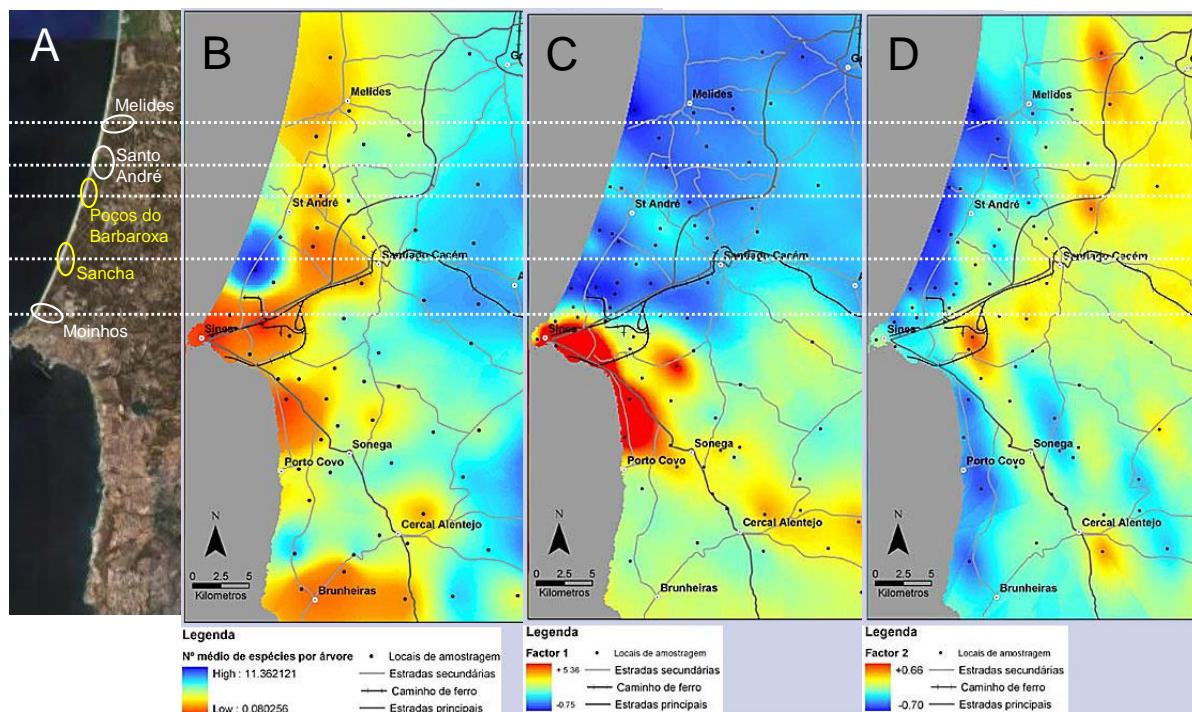 A
B
C
D
Melides
Santo
André
Poços do
Barbaroxa
Sancha
Moinhos
Melides
St André
Santiago Cacém
Sines
Sonega
Porto Covo
Cercal Alentejo
Brunheiras
N
0 2.5 5
Kilometros
Melides
St André
Santiago Cacém
Sines
Sonega
Porto Covo
Cercal Alentejo
Brunheiras
N
0 2.5 5
Kilometros
Melides
St André
Santiago Cacém
Sines
Sonega
Porto Covo
Cercal Alentejo
Brunheiras
N
0 2.5 5
Kilometros
Legenda
Nº médio de espécies por árvore
High : 11.362121
Low : 0.080256
Locais de amostragem
Estradas secundárias
Caminho de ferro
Estradas principais
Legenda
Factor 1
+ 5.36
-0.75
Locais de amostragem
Estradas secundárias
Caminho de ferro
Estradas principais
Legenda
Factor 2
+0.66
-0.70
Locais de amostragem
Estradas secundárias
Caminho de ferro
Estradas principais